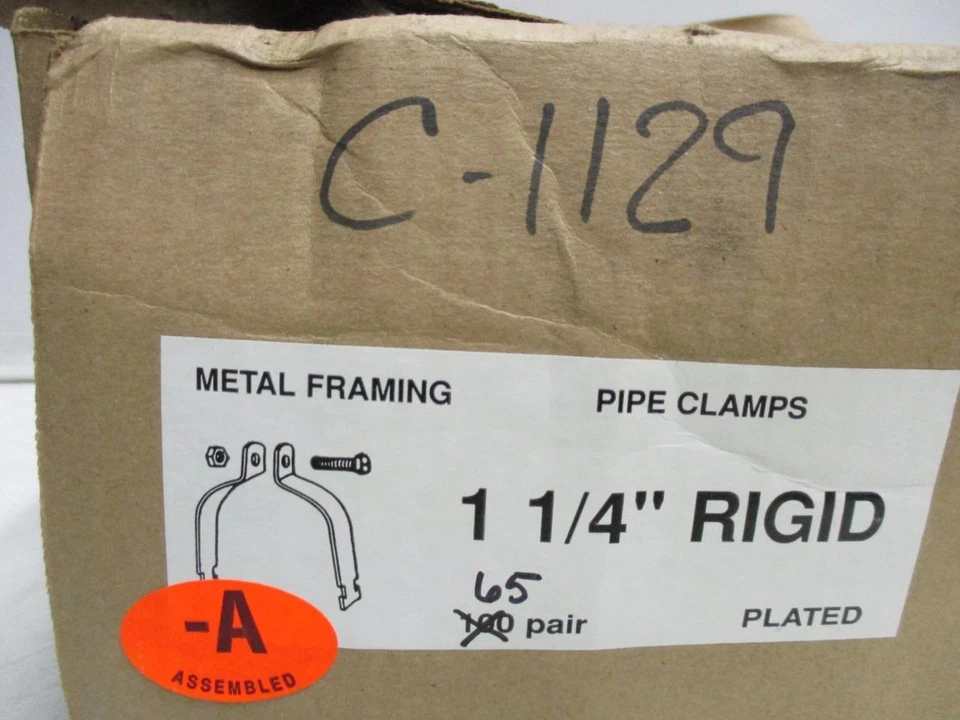 C-1129
METAL FRAMING PIPE CLAMPS
1 1/4" RIGID
65
100 pair PLATED
-A
ASSEMBLED